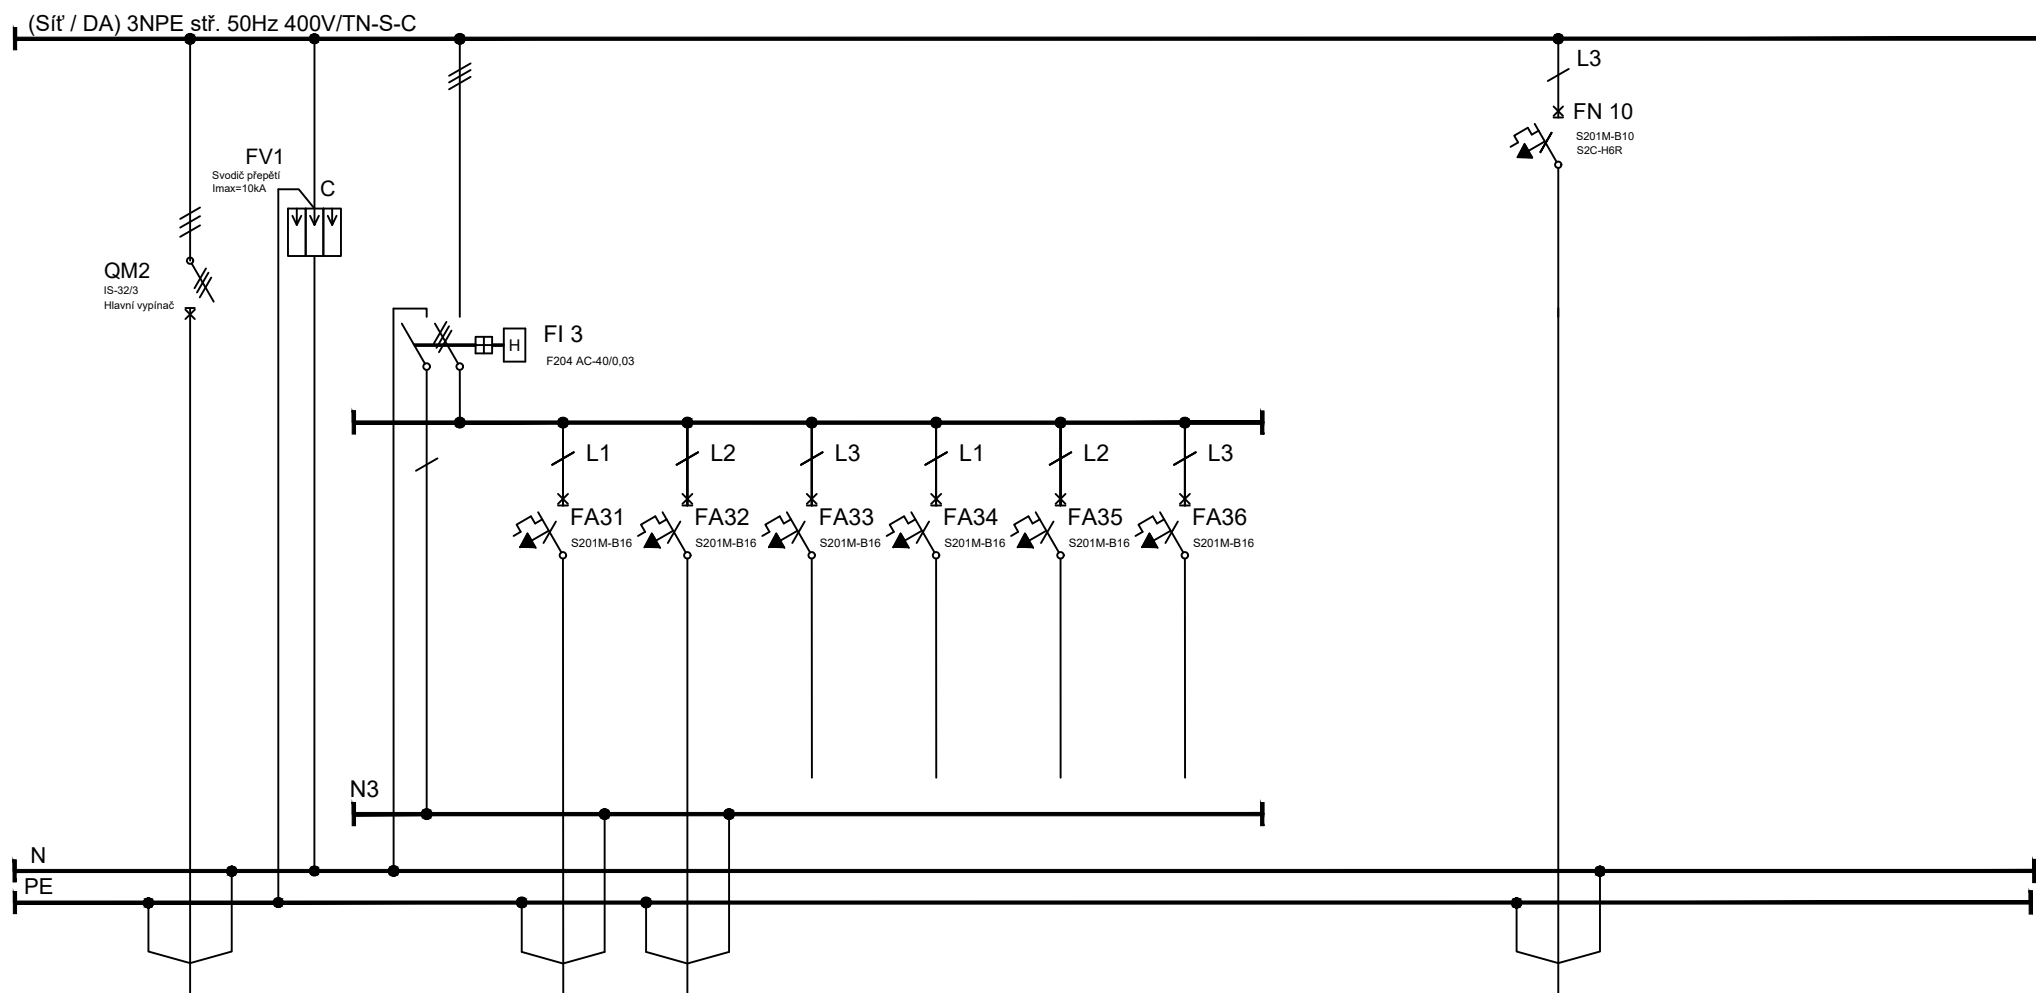 (Síť / DA) 3NPE stř. 50Hz 400V/TN-S-C
L3
FN 10
S201M-B10
S2C-H6R
FV1
Svodič přepětí
Imax=10kA
C
QM2
IS-32/3
Hlavní vypínač
FI 3
H
F204 AC-40/0,03
L1
L2
L3
L1
L2
L3
FA31
S201M-B16
FA32
S201M-B16
FA33
S201M-B16
FA34
S201M-B16
FA35
S201M-B16
FA36
S201M-B16
N3
N
PE